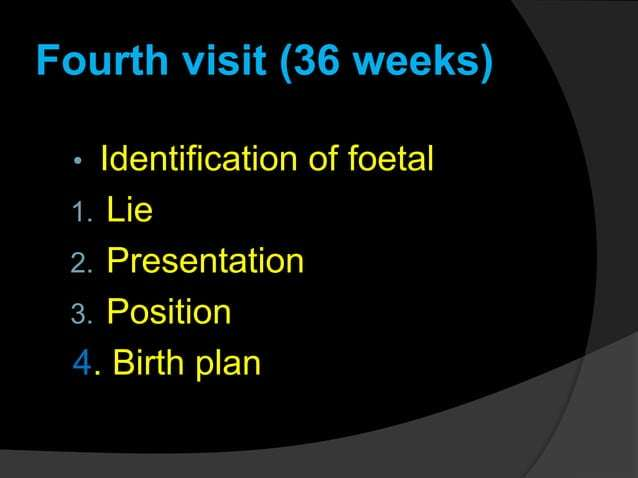 Fourth visit (36 weeks)
• Identification of foetal
1. Lie
2. Presentation
3. Position
4. Birth plan